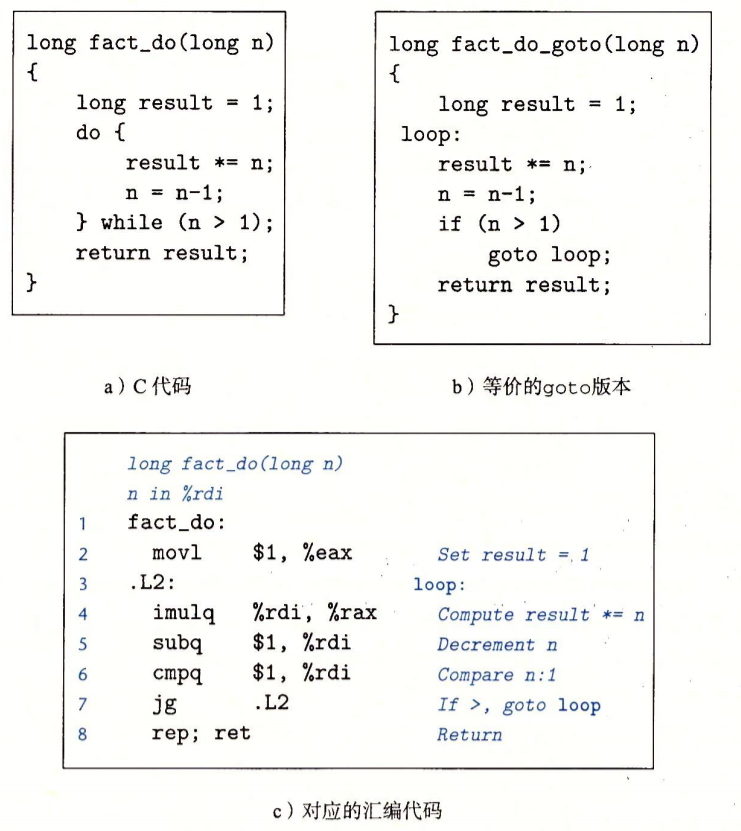 long fact_do(long n)
{
    long result = 1;
    do {
        result *= n;
        n = n-1;
    } while (n > 1);
    return result;
}
long fact_do_goto(long n)
{
    long result = 1;
 loop:
    result *= n;
    n = n-1;
    if (n > 1)
        goto loop;
    return result;
}
a）C代码
b）等价的goto版本
long fact_do(long n)
n in %rdi
1 fact_do:
2   movl    $1, %eax    Set result = 1
3 .L2:    loop:
4   imulq   %rdi, %rax    Compute result *= n
5   subq    $1, %rdi    Decrement n
6   cmpq    $1, %rdi    Compare n:1
7   jg      .L2    If >, goto loop
8   rep; ret    Return
c）对应的汇编代码